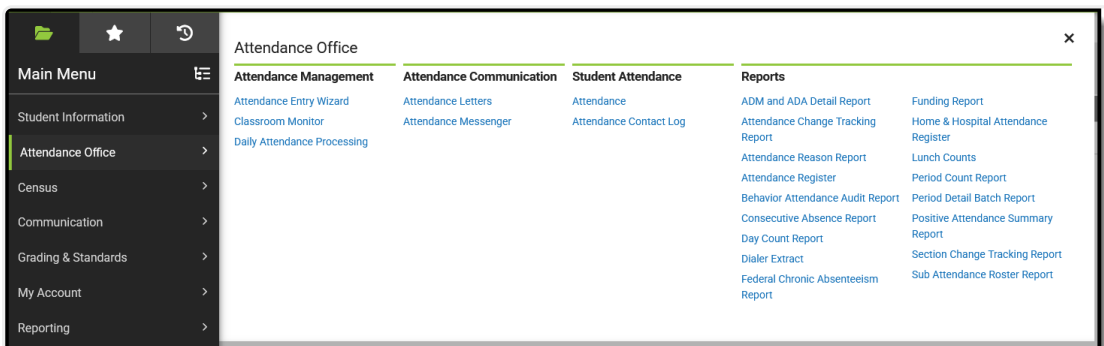 Main Menu
Student Information
Attendance Office
Census
Communication
Grading & Standards
My Account
Reporting
Attendance Office
Attendance Management
Attendance Entry Wizard
Classroom Monitor
Daily Attendance Processing
Attendance Communication
Attendance Letters
Attendance Messenger
Student Attendance
Attendance
Attendance Contact Log
Reports
ADM and ADA Detail Report
Attendance Change Tracking
Report
Attendance Reason Report
Attendance Register
Behavior Attendance Audit Report
Consecutive Absence Report
Day Count Report
Dialer Extract
Federal Chronic Absenteeism
Report
Funding Report
Home & Hospital Attendance
Register
Lunch Counts
Period Count Report
Period Detail Batch Report
Positive Attendance Summary
Report
Section Change Tracking Report
Sub Attendance Roster Report